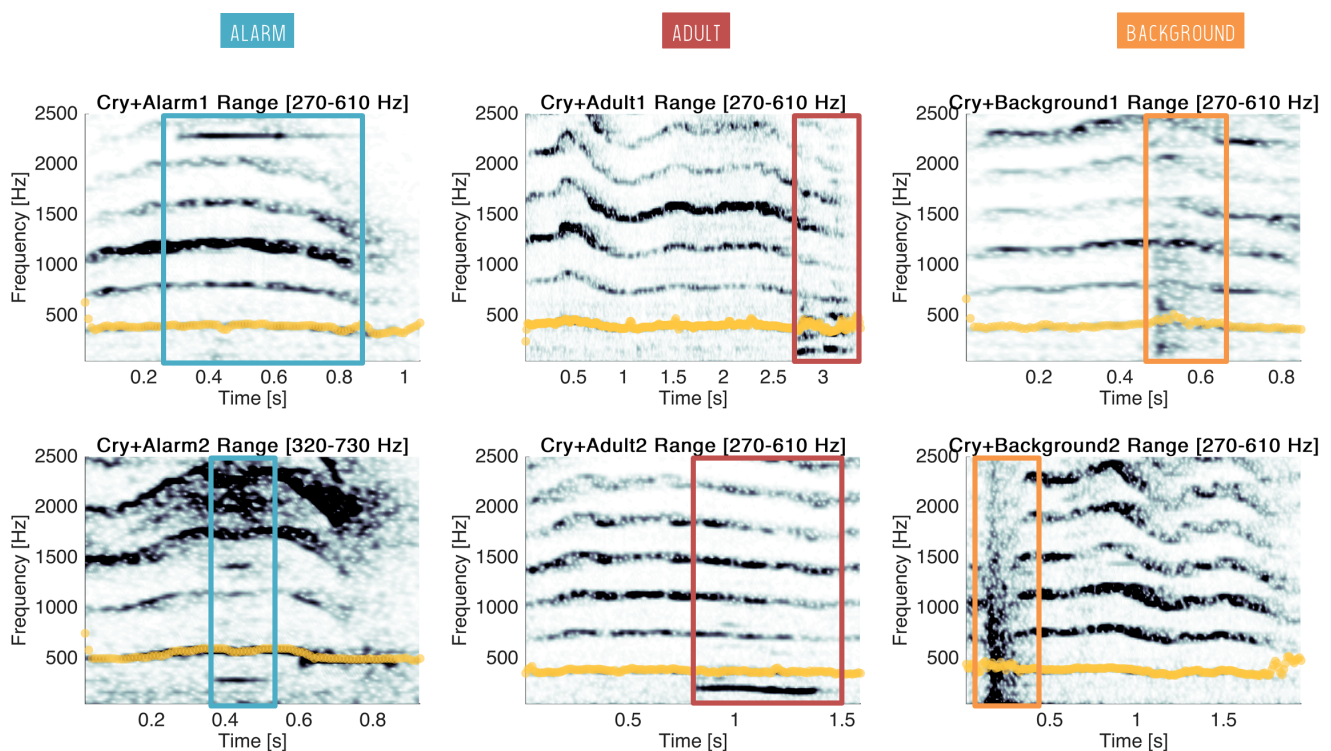 ALARM
ADULT
BACKGROUND
Cry+Alarm1 Range [270-610 Hz]
2500
2000
1500
1000
500
Frequency [Hz]
0.2
0.4
0.6
0.8
1
Time [s]
Cry+Adult1 Range [270-610 Hz]
2500
2000
1500
1000
500
Frequency [Hz]
0.5
1
1.5
2
2.5
3
Time [s]
Cry+Background1 Range [270-610 Hz]
2500
2000
1500
1000
500
Frequency [Hz]
0.2
0.4
0.6
0.8
Time [s]
Cry+Alarm2 Range [320-730 Hz]
2500
2000
1500
1000
500
Frequency [Hz]
0.2
0.4
0.6
0.8
Time [s]
Cry+Adult2 Range [270-610 Hz]
2500
2000
1500
1000
500
Frequency [Hz]
0.5
1
1.5
Time [s]
Cry+Background2 Range [270-610 Hz]
2500
2000
1500
1000
500
Frequency [Hz]
0.5
1
1.5
Time [s]